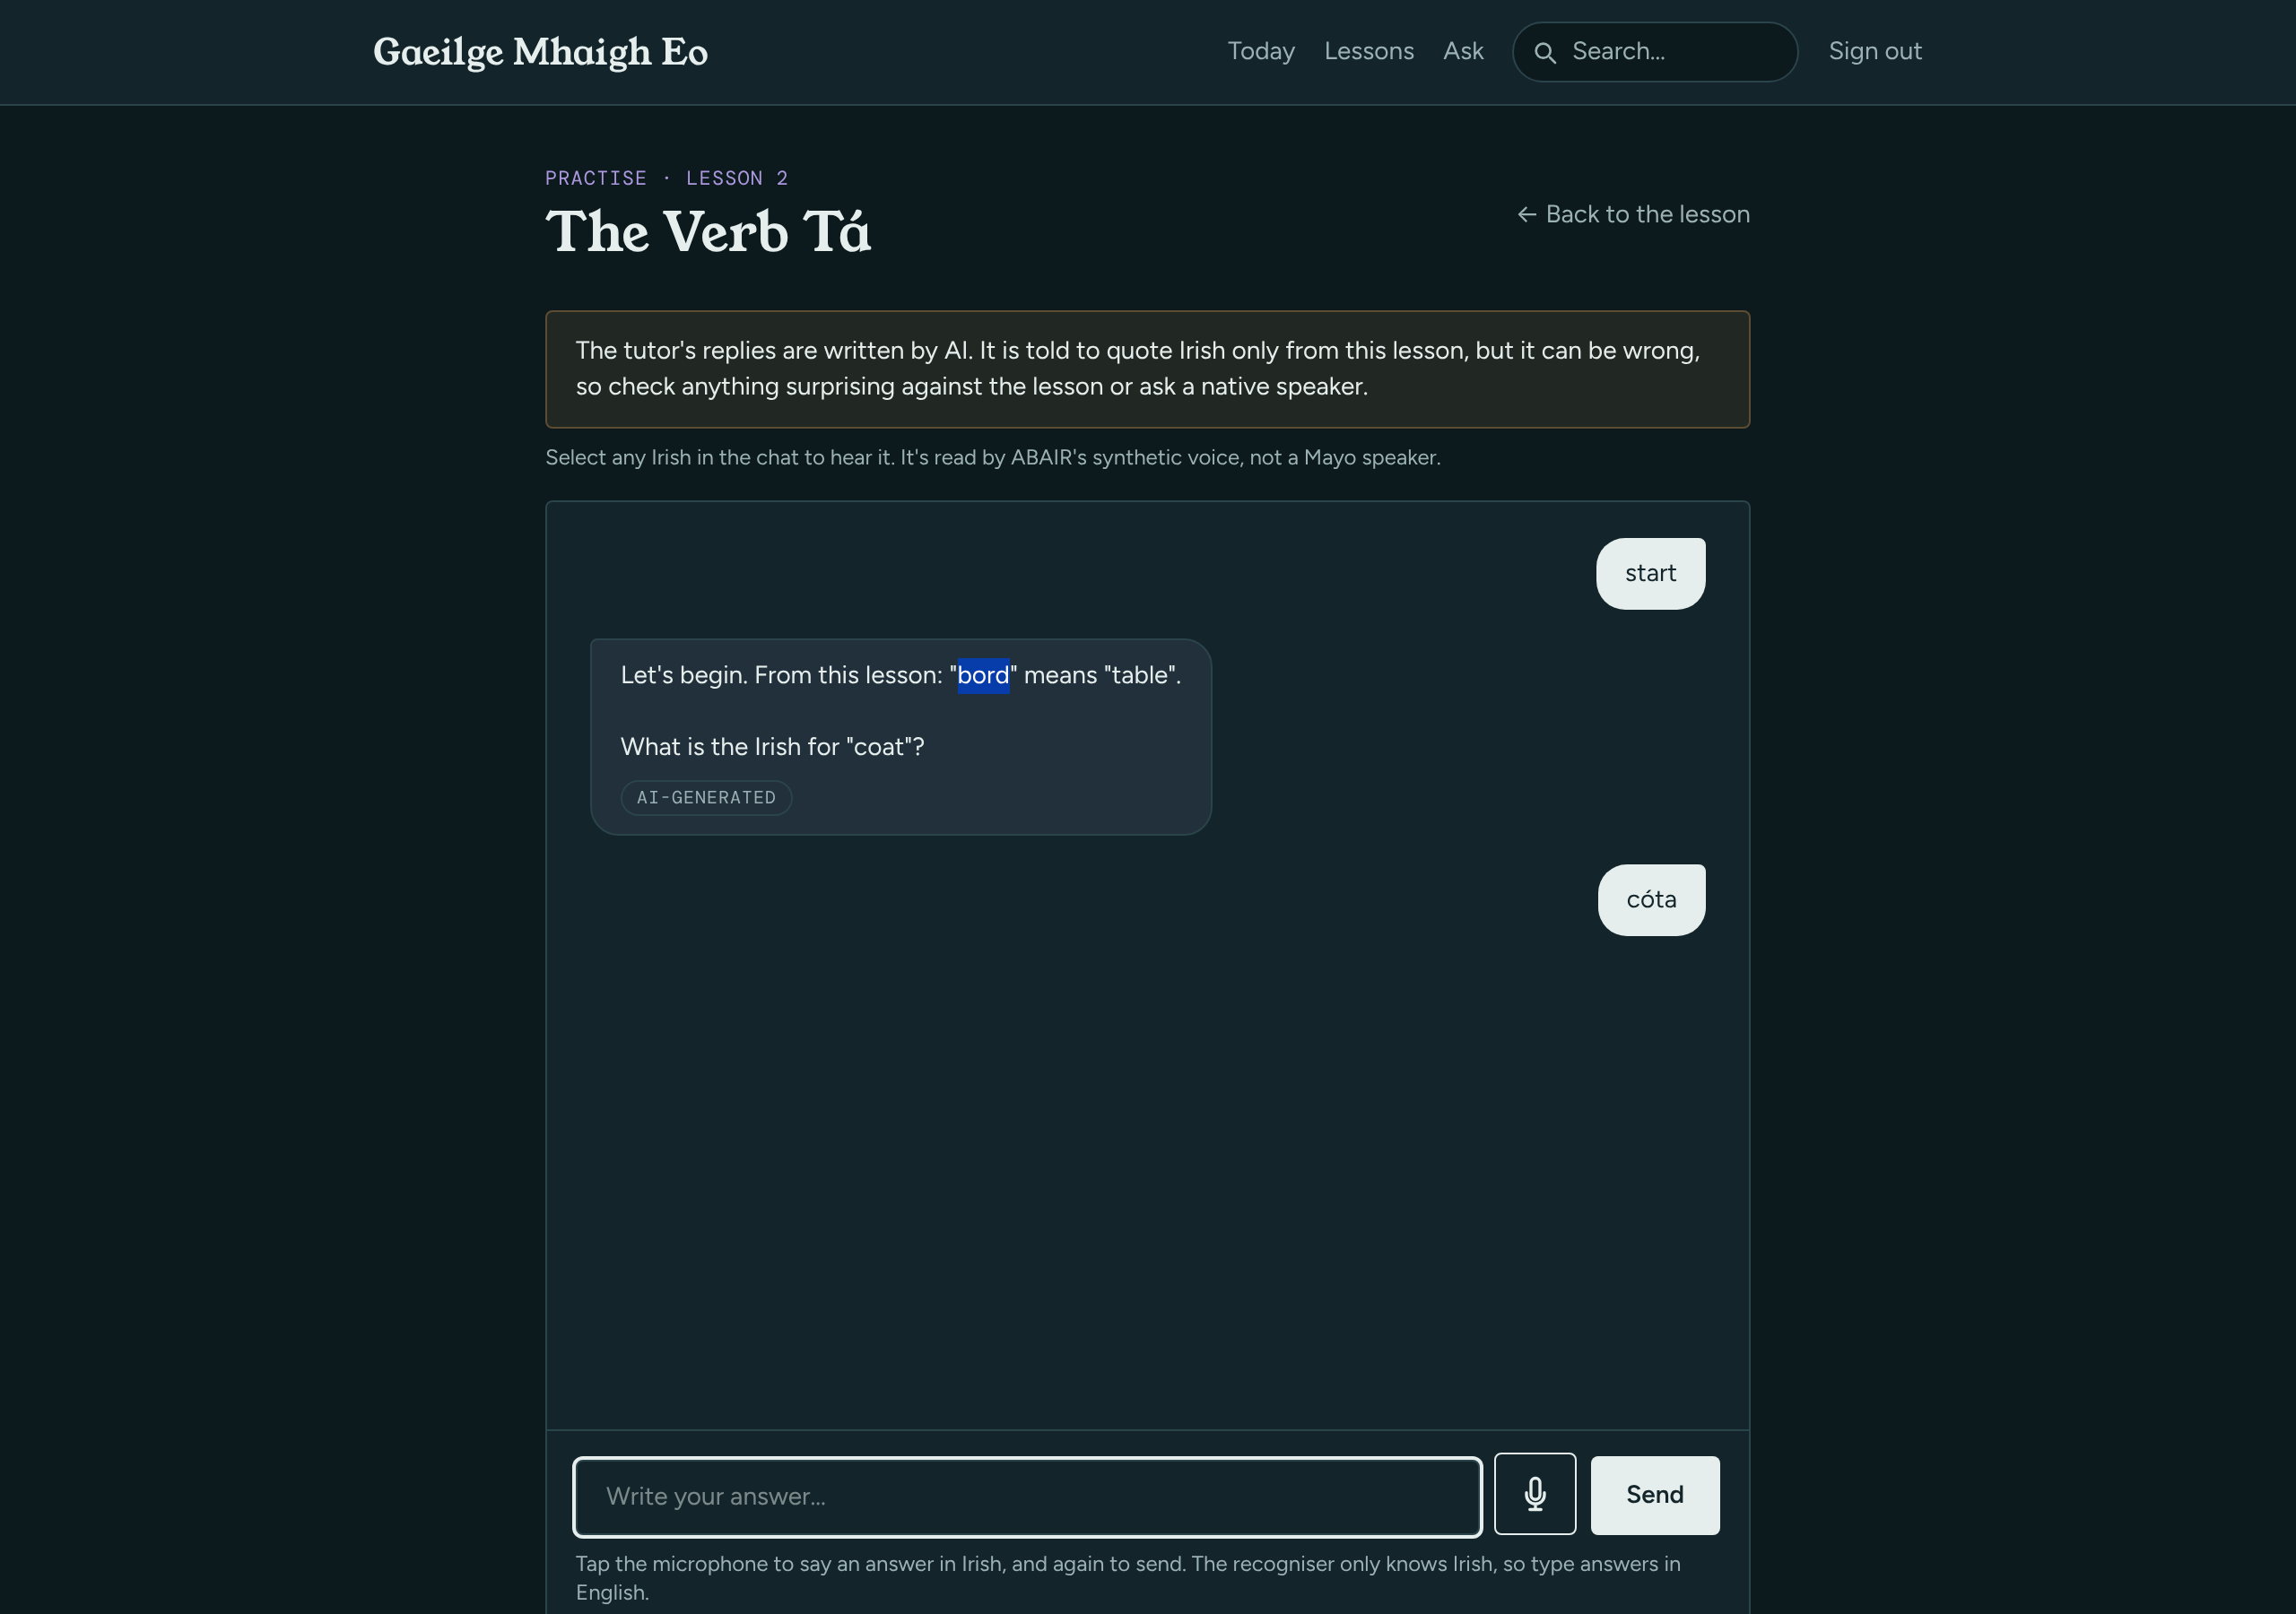 Gaeilge Mhaigh Eo
Today Lessons Ask Search... Sign out
PRACTISE · LESSON 2
The Verb Tá
← Back to the lesson
The tutor's replies are written by AI. It is told to quote Irish only from this lesson, but it can be wrong,
so check anything surprising against the lesson or ask a native speaker.
Select any Irish in the chat to hear it. It's read by ABAIR's synthetic voice, not a Mayo speaker.
start
Let's begin. From this lesson: "bord" means "table".
What is the Irish for "coat"?
AI-GENERATED
cóta
Write your answer...
Send
Tap the microphone to say an answer in Irish, and again to send. The recogniser only knows Irish, so type answers in
English.